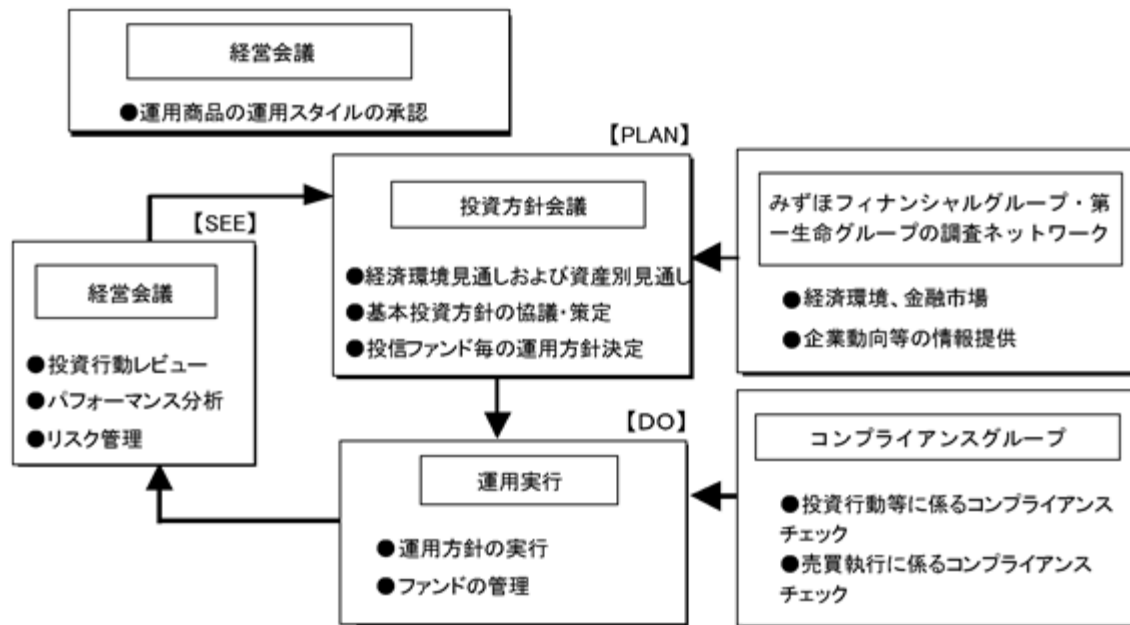 経営会議
●運用商品の運用スタイルの承認
【PLAN】
投資方針会議
●経済環境見通しおよび資産別見通し
●基本投資方針の協議・策定
●投信ファンド毎の運用方針決定
みずほフィナンシャルグループ・第
一生命グループの調査ネットワーク
●経済環境、金融市場
●企業動向等の情報提供
【SEE】
経営会議
●投資行動レビュー
●パフォーマンス分析
●リスク管理
【DO】
運用実行
●運用方針の実行
●ファンドの管理
コンプライアンスグループ
●投資行動等に係るコンプライアンス
チェック
●売買執行に係るコンプライアンス
チェック